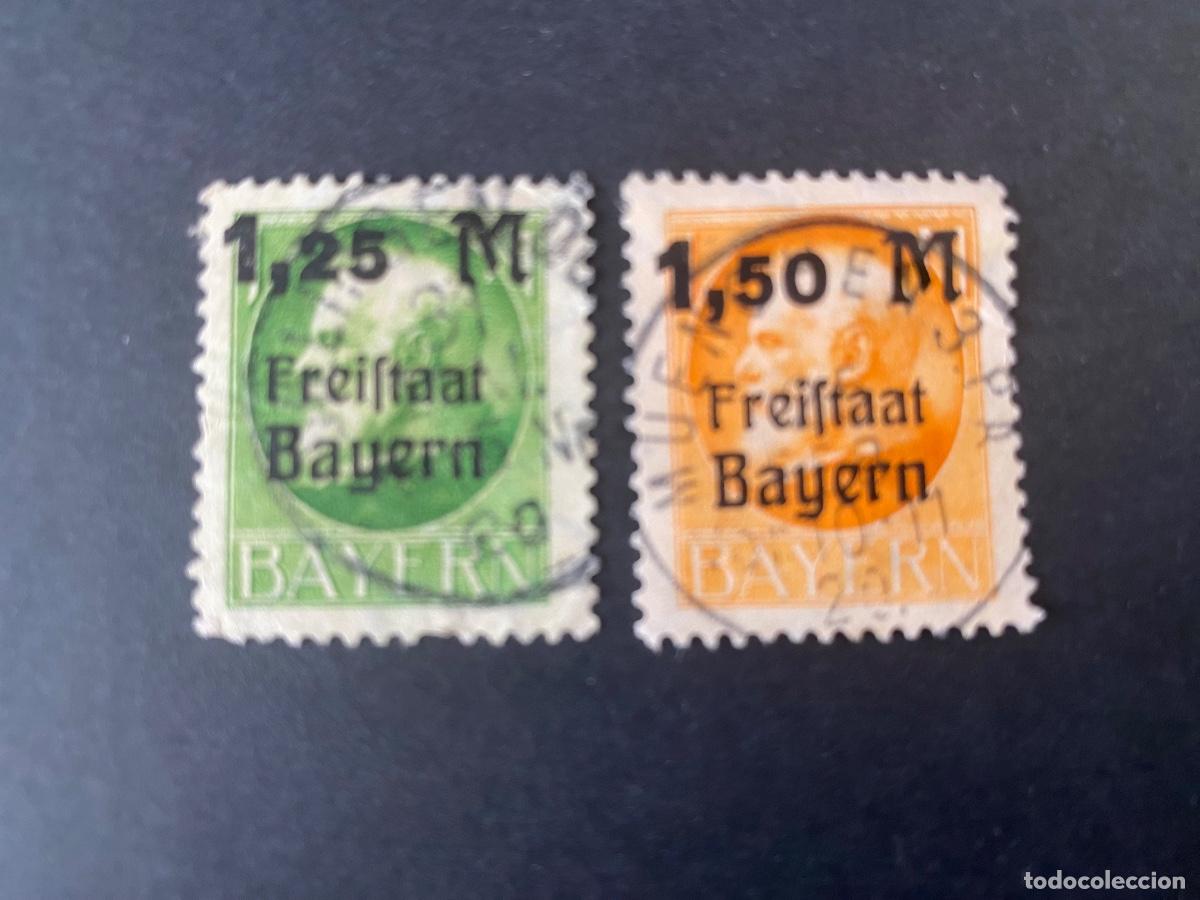 1,25 M
Freiſtaat
Bayern
BAYERN
1,50 M
Freiſtaat
Bayern
BAYERN
todocoleccion